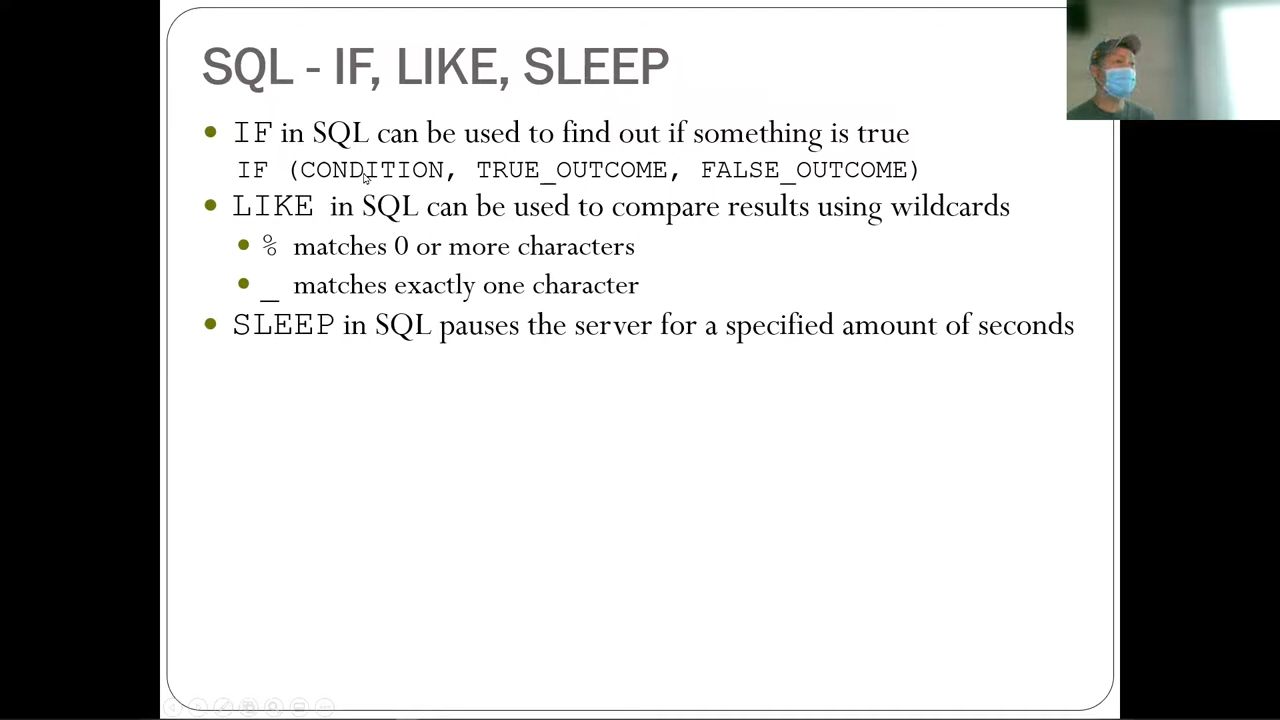 SQL - IF, LIKE, SLEEP
• IF in SQL can be used to find out if something is true
IF (CONDITION, TRUE_OUTCOME, FALSE_OUTCOME)
• LIKE in SQL can be used to compare results using wildcards
• % matches 0 or more characters
• _ matches exactly one character
• SLEEP in SQL pauses the server for a specified amount of seconds